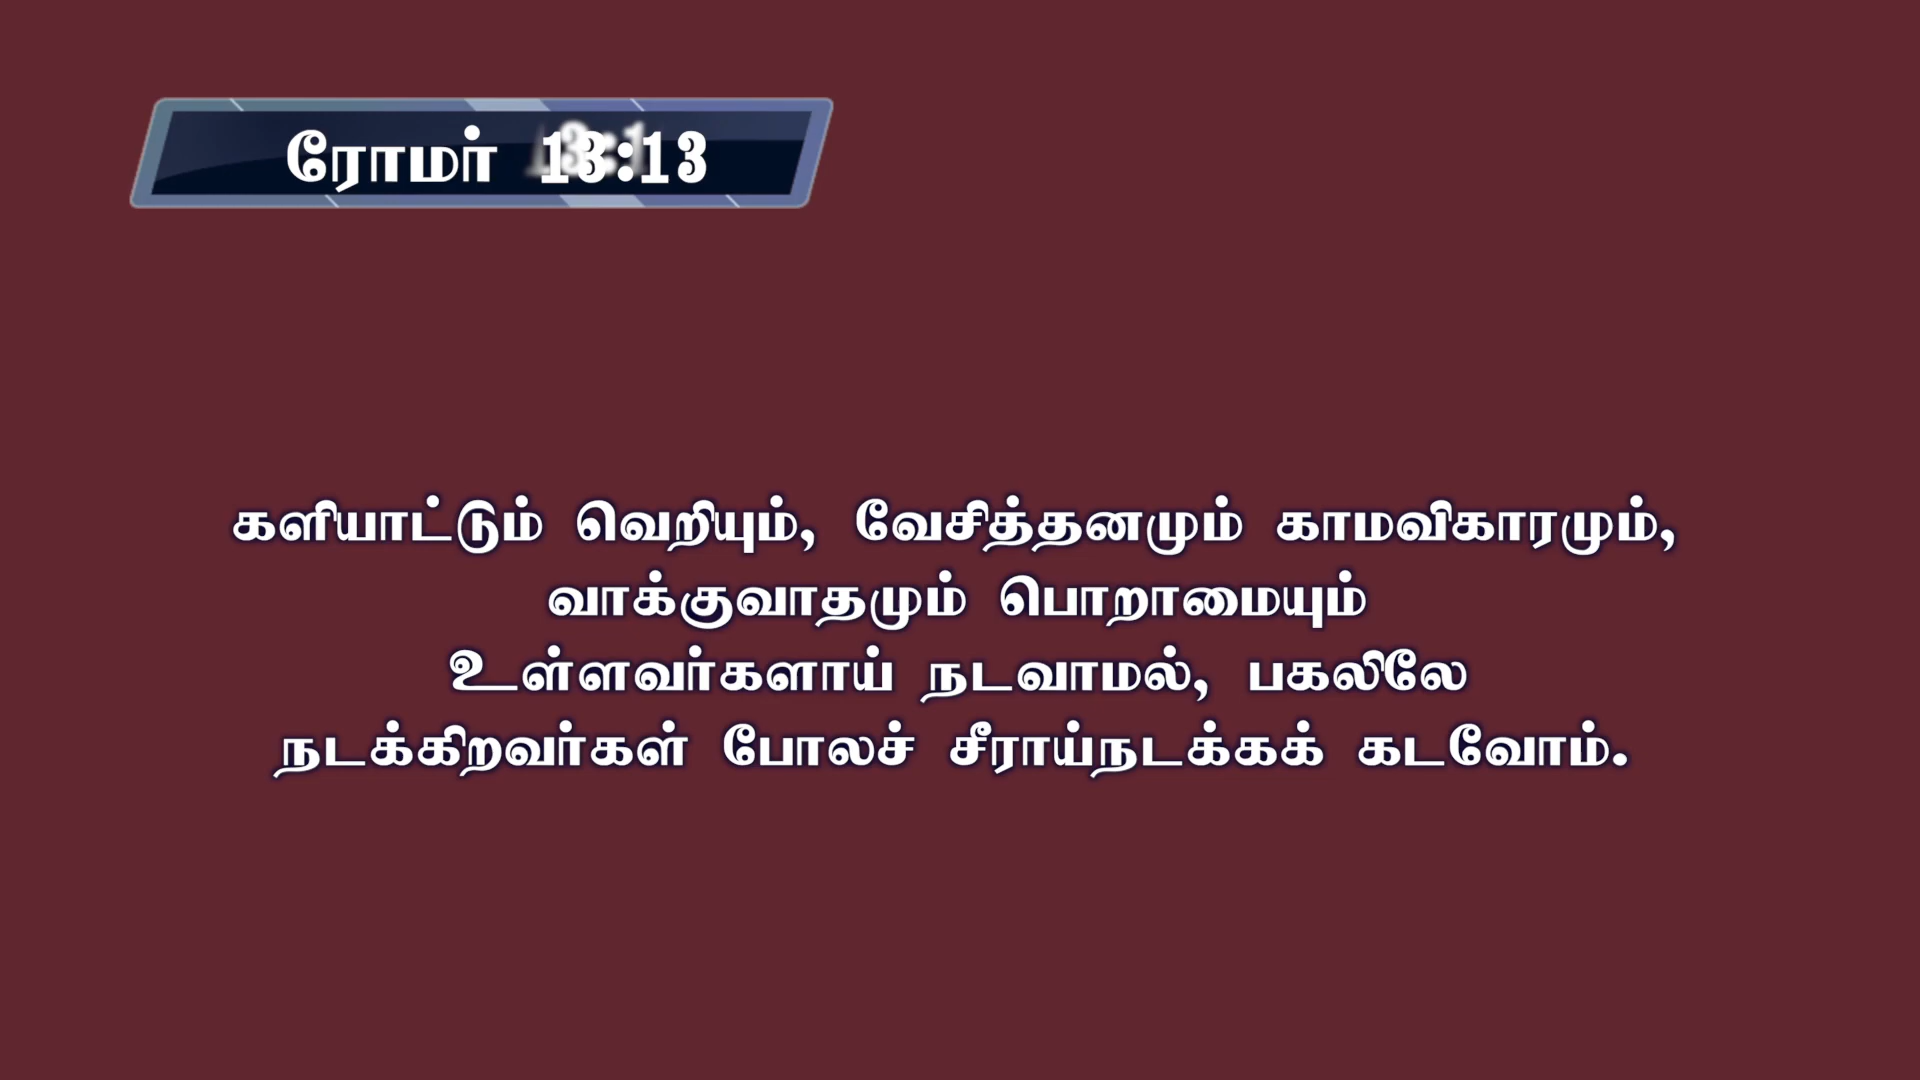 ரோமர் 13:13
களியாட்டும் வெறியும், வேசித்தனமும் காமவிகாரமும்,
வாக்குவாதமும் பொறாமையும்
உள்ளவர்களாய் நடவாமல், பகலிலே
நடக்கிறவர்கள் போலச் சீராய்நடக்கக் கடவோம்.